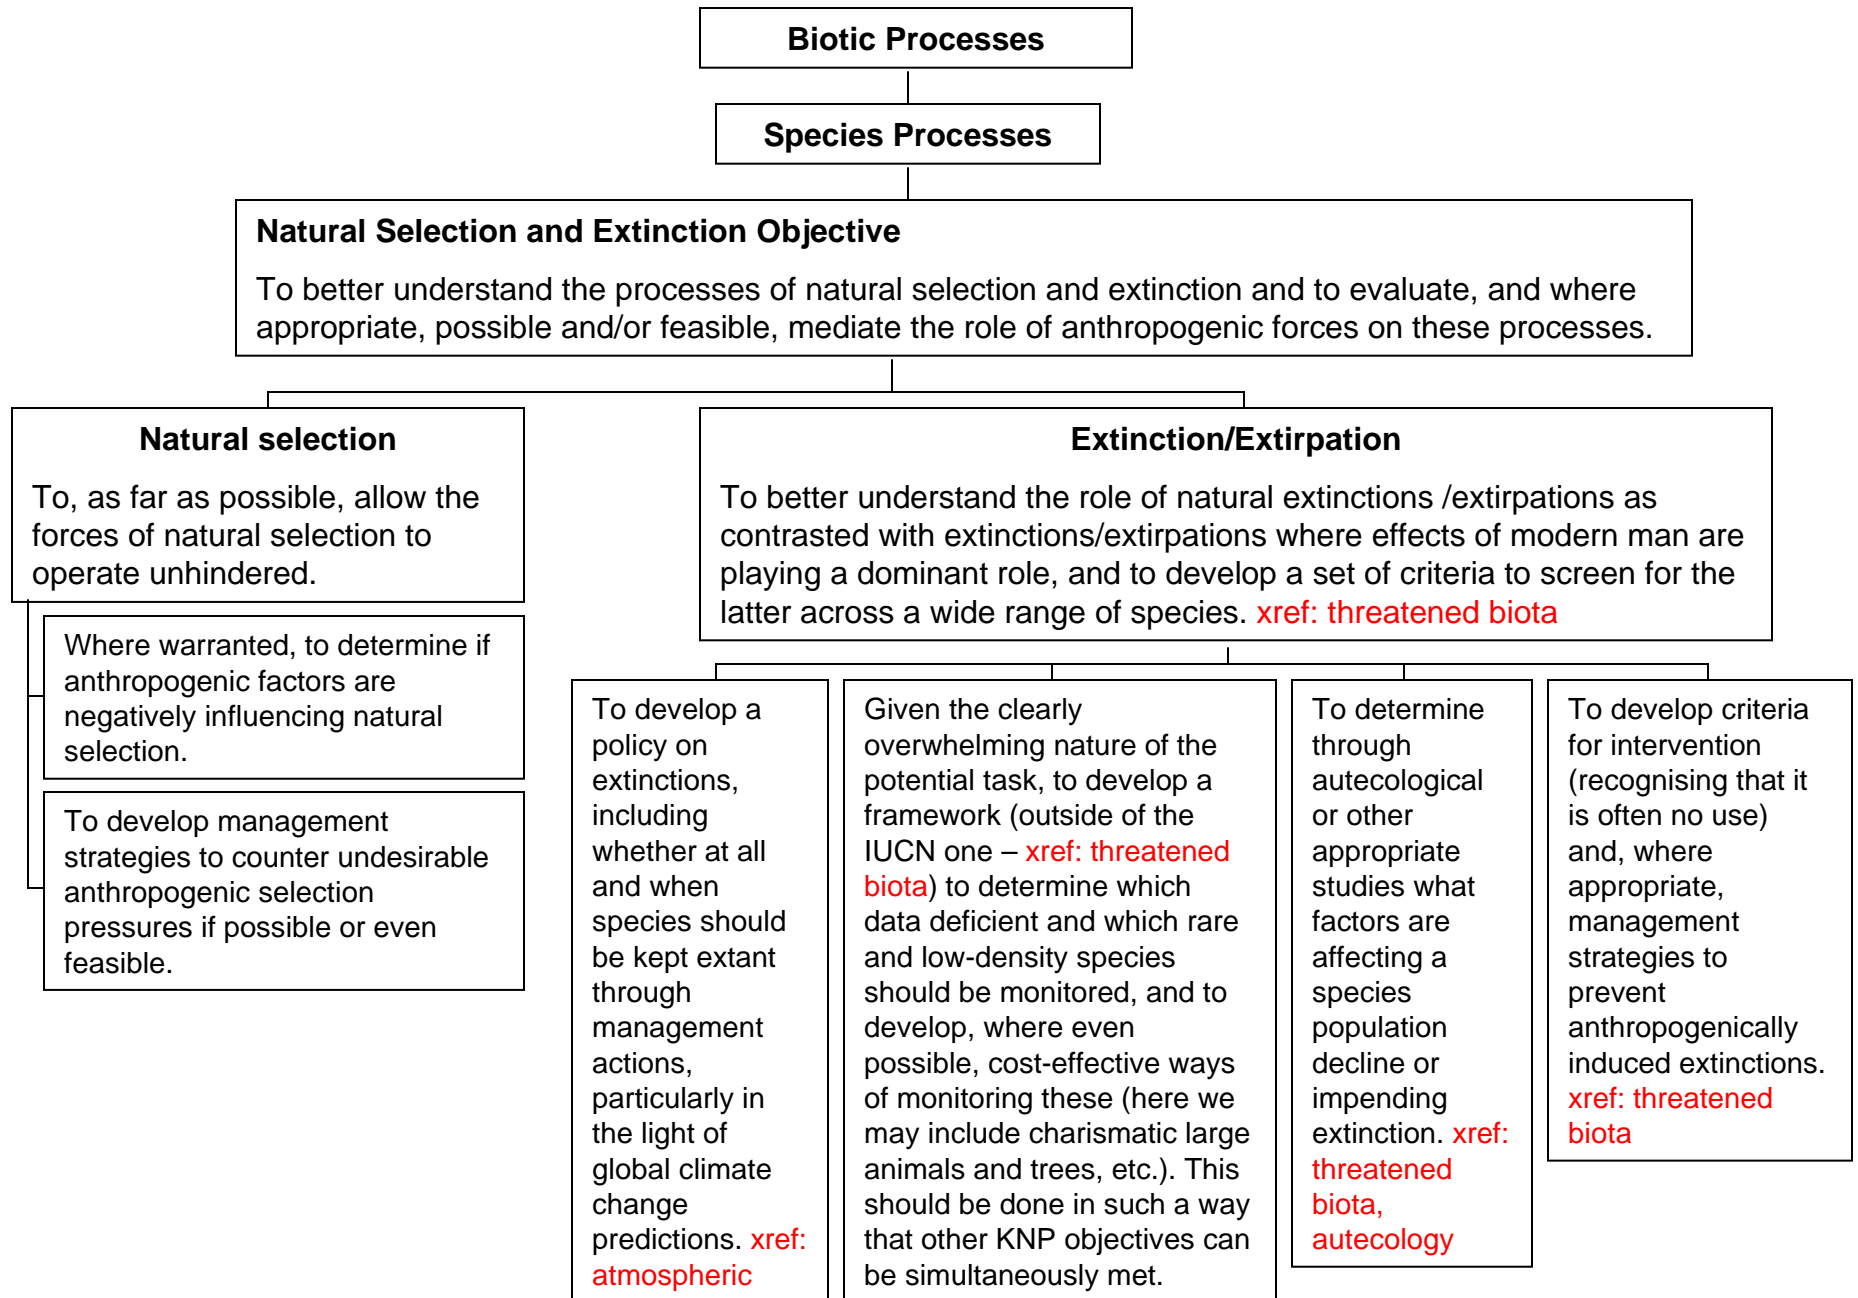 Biotic Processes
Species Processes
Natural Selection and Extinction Objective
To better understand the processes of natural selection and extinction and to evaluate, and where
appropriate, possible and/or feasible, mediate the role of anthropogenic forces on these processes.
Natural selection
To, as far as possible, allow the
forces of natural selection to
operate unhindered.
Where warranted, to determine if
anthropogenic factors are
negatively influencing natural
selection.
To develop management
strategies to counter undesirable
anthropogenic selection
pressures if possible or even
feasible.
Extinction/Extirpation
To better understand the role of natural extinctions /extirpations as
contrasted with extinctions/extirpations where effects of modern man are
playing a dominant role, and to develop a set of criteria to screen for the
latter across a wide range of species. xref: threatened biota
To develop a
policy on
extinctions,
including
whether at all
and when
species should
be kept extant
through
management
actions,
particularly in
the light of
global climate
change
predictions. xref:
atmospheric
Given the clearly
overwhelming nature of the
potential task, to develop a
framework (outside of the
IUCN one – xref: threatened
biota) to determine which
data deficient and which rare
and low-density species
should be monitored, and to
develop, where even
possible, cost-effective ways
of monitoring these (here we
may include charismatic large
animals and trees, etc.). This
should be done in such a way
that other KNP objectives can
be simultaneously met.
To determine
through
autecological
or other
appropriate
studies what
factors are
affecting a
species
population
decline or
impending
extinction. xref:
threatened
biota,
autecology
To develop criteria
for intervention
(recognising that it
is often no use)
and, where
appropriate,
management
strategies to
prevent
anthropogenically
induced extinctions.
xref: threatened
biota